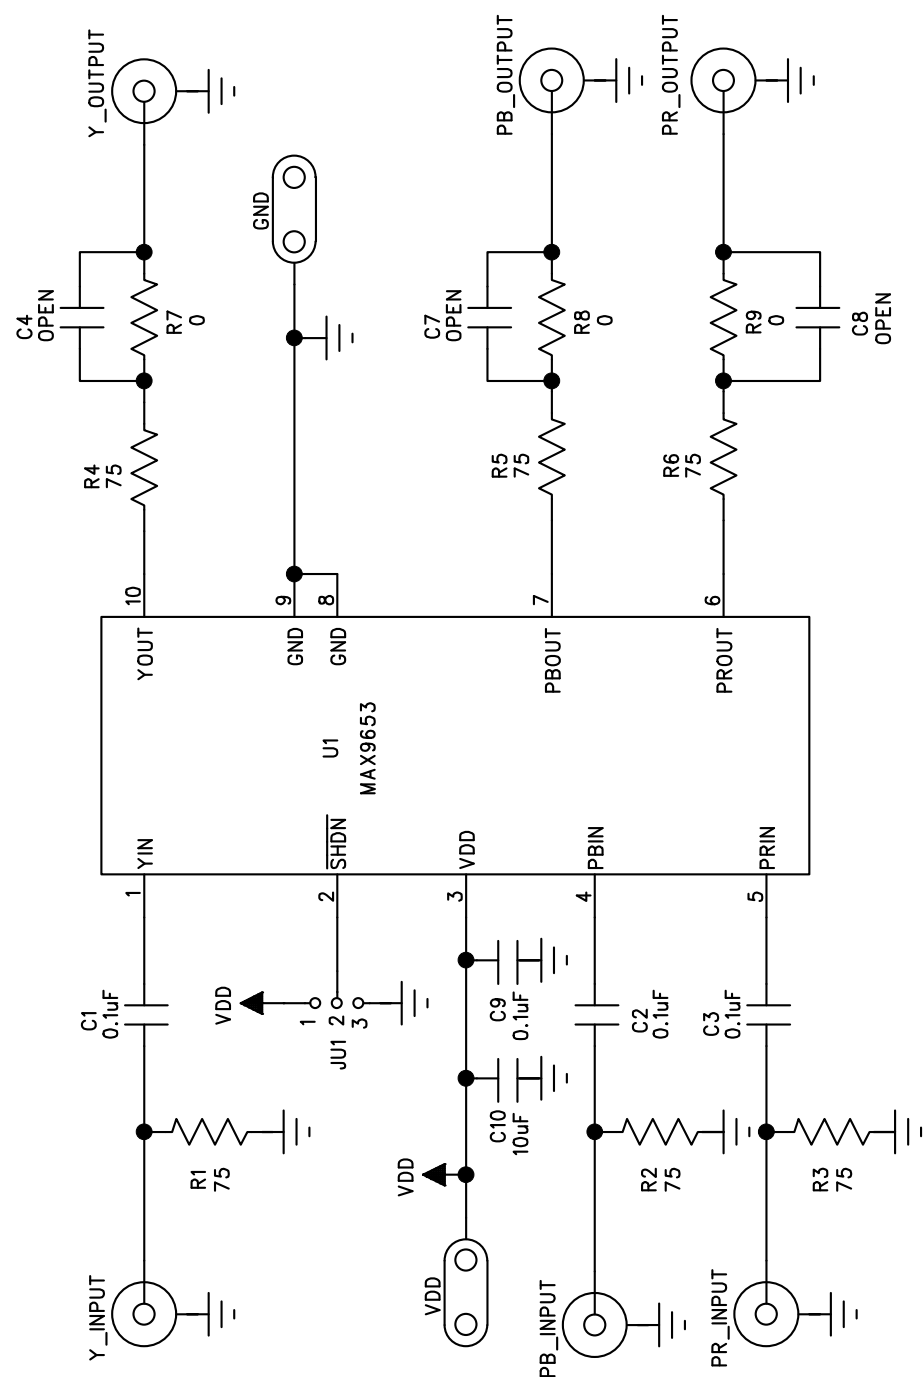 Y_INPUT
R1
75
C1
0.1uF
1
YIN
YOUT
10
R4
75
C4
OPEN
R7
0
Y_OUTPUT
VDD
1
2
3
JU1
2
SHDN
U1
MAX9653
GND
9
GND
8
GND
VDD
VDD
C10
10uF
C9
0.1uF
3
VDD
PB_INPUT
R2
75
C2
0.1uF
4
PBIN
PBOUT
7
R5
75
C7
OPEN
R8
0
PB_OUTPUT
PR_INPUT
R3
75
C3
0.1uF
5
PRIN
PROUT
6
R6
75
R9
0
C8
OPEN
PR_OUTPUT